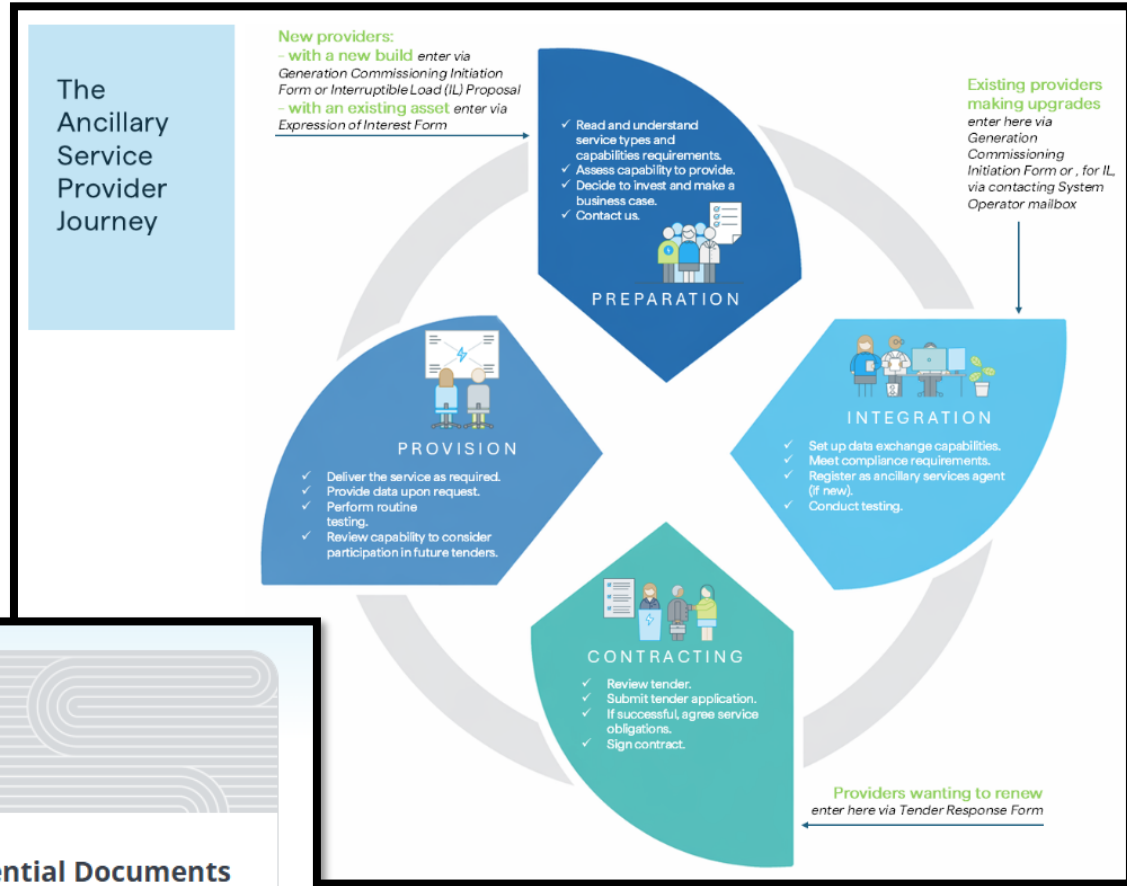 The
Ancillary
Service
Provider
Journey
New providers:
– with a new build enter via
Generation Commissioning Initiation
Form or Interruptible Load (IL) Proposal
– with an existing asset enter via
Expression of Interest Form
✓ Read and understand
service types and
capabilities requirements.
✓ Assess capability to provide.
✓ Decide to invest and make a
business case.
✓ Contact us.
PREPARATION
Existing providers
making upgrades
enter here via
Generation
Commissioning
Initiation Form or , for IL,
via contacting System
Operator mailbox
INTEGRATION
✓ Set up data exchange capabilities.
✓ Meet compliance requirements.
✓ Register as ancillary services agent
(if new).
✓ Conduct testing.
PROVISION
✓ Deliver the service as required.
✓ Provide data upon request.
✓ Perform routine
testing.
✓ Review capability to consider
participation in future tenders.
CONTRACTING
✓ Review tender.
✓ Submit tender application.
✓ If successful, agree service
obligations.
✓ Sign contract.
Providers wanting to renew
enter here via Tender Response Form
ential Documents